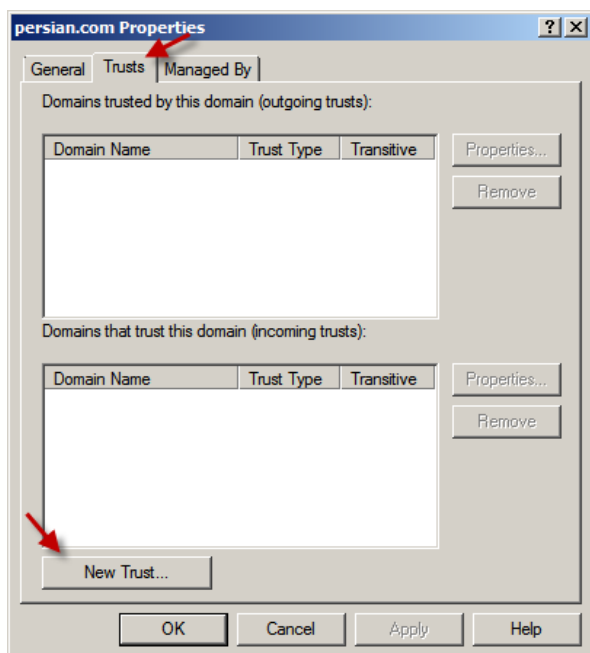 persian.com Properties
General Trusts Managed By
Domains trusted by this domain (outgoing trusts):
Domain Name Trust Type Transitive Properties...
Remove
Domains that trust this domain (incoming trusts):
Domain Name Trust Type Transitive Properties...
Remove
New Trust...
OK Cancel Apply Help